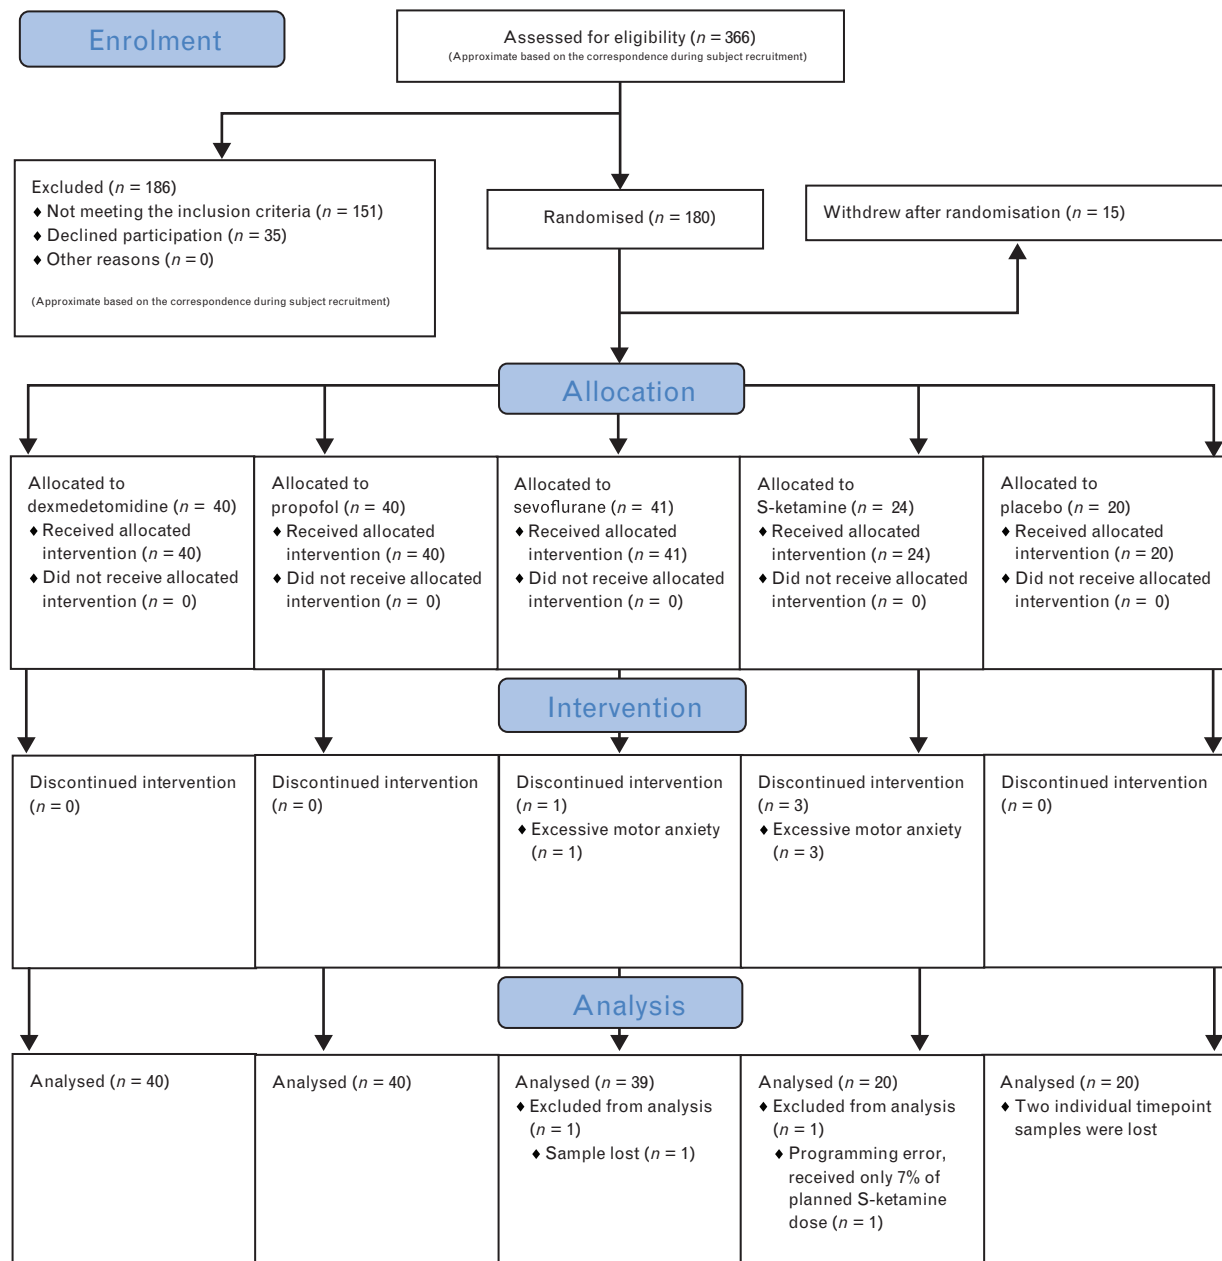 Enrolment
Assessed for eligibility (n = 366)
(Approximate based on the correspondence during subject recruitment)
Excluded (n = 186)
♦ Not meeting the inclusion criteria (n = 151)
♦ Declined participation (n = 35)
♦ Other reasons (n = 0)
(Approximate based on the correspondence during subject recruitment)
Randomised (n = 180)
Withdrew after randomisation (n = 15)
Allocation
Allocated to
dexmedetomidine (n = 40)
♦ Received allocated
intervention (n = 40)
♦ Did not receive allocated
intervention (n = 0)
Allocated to
propofol (n = 40)
♦ Received allocated
intervention (n = 40)
♦ Did not receive allocated
intervention (n = 0)
Allocated to
sevoflurane (n = 41)
♦ Received allocated
intervention (n = 41)
♦ Did not receive allocated
intervention (n = 0)
Allocated to
S-ketamine (n = 24)
♦ Received allocated
intervention (n = 24)
♦ Did not receive allocated
intervention (n = 0)
Allocated to
placebo (n = 20)
♦ Received allocated
intervention (n = 20)
♦ Did not receive allocated
intervention (n = 0)
Intervention
Discontinued intervention
(n = 0)
Discontinued intervention
(n = 0)
Discontinued intervention
(n = 1)
♦ Excessive motor anxiety
(n = 1)
Discontinued intervention
(n = 3)
♦ Excessive motor anxiety
(n = 3)
Discontinued intervention
(n = 0)
Analysis
Analysed (n = 40)
Analysed (n = 40)
Analysed (n = 39)
♦ Excluded from analysis
(n = 1)
♦ Sample lost (n = 1)
Analysed (n = 20)
♦ Excluded from analysis
(n = 1)
♦ Programming error,
received only 7% of
planned S-ketamine
dose (n = 1)
Analysed (n = 20)
♦ Two individual timepoint
samples were lost